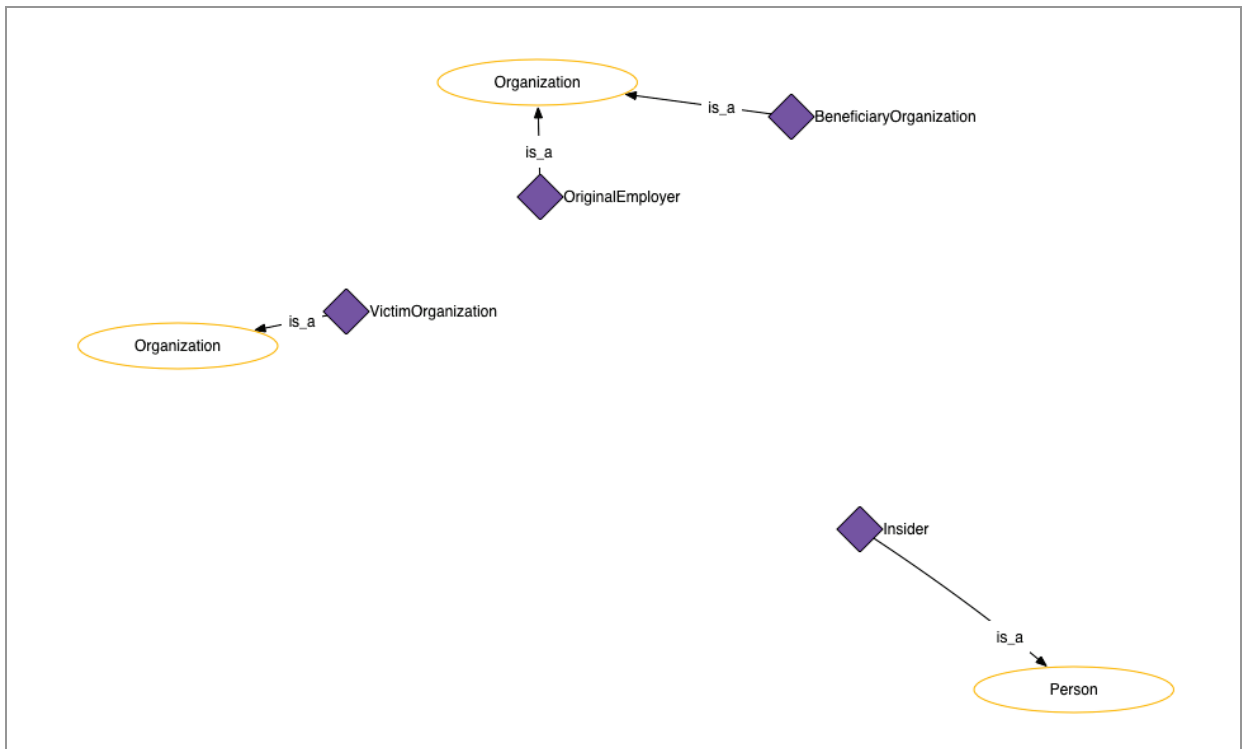 Organization
is_a
BeneficiaryOrganization
is_a
OriginalEmployer
VictimOrganization
is_a
Organization
Insider
is_a
Person